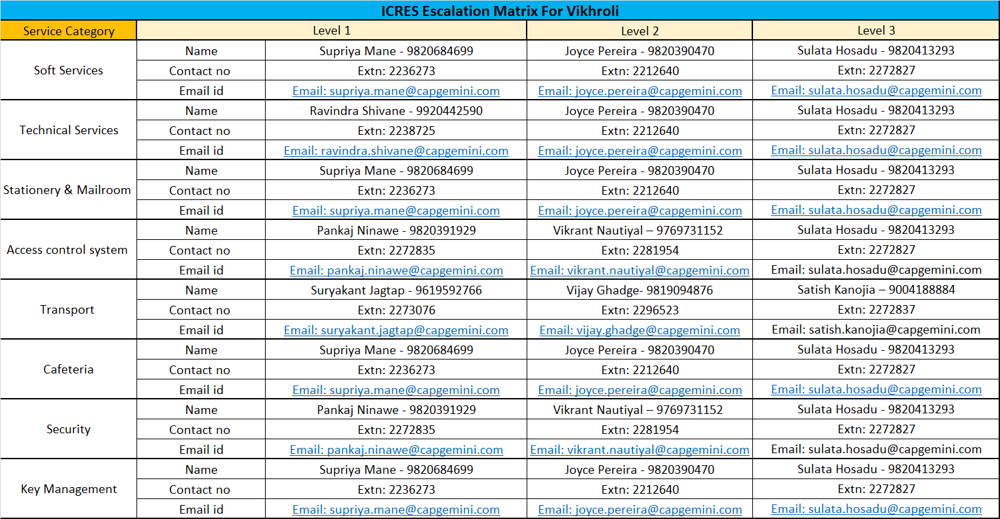 ICRES Escalation Matrix For Vikhroli
Service Category Level 1 Level 2 Level 3
Name Supriya Mane - 9820684699 Joyce Pereira - 9820390470 Sulata Hosadu - 9820413293
Soft Services Contact no Extn: 2236273 Extn: 2212640 Extn: 2272827
Email id Email: supriya.mane@capgemini.com Email: joyce.pereira@capgemini.com Email: sulata.hosadu@capgemini.com
Name Ravindra Shivane - 9920442590 Joyce Pereira - 9820390470 Sulata Hosadu - 9820413293
Technical Services Contact no Extn: 2238725 Extn: 2212640 Extn: 2272827
Email id Email: ravindra.shivane@capgemini.com Email: joyce.pereira@capgemini.com Email: sulata.hosadu@capgemini.com
Name Supriya Mane - 9820684699 Joyce Pereira - 9820390470 Sulata Hosadu - 9820413293
Stationery & Mailroom Contact no Extn: 2236273 Extn: 2212640 Extn: 2272827
Email id Email: supriya.mane@capgemini.com Email: joyce.pereira@capgemini.com Email: sulata.hosadu@capgemini.com
Name Pankaj Ninawe - 9820391929 Vikrant Nautiyal – 9769731152 Sulata Hosadu - 9820413293
Access control system Contact no Extn: 2272835 Extn: 2281954 Extn: 2272827
Email id Email: pankaj.ninawe@capgemini.com Email: vikrant.nautiyal@capgemini.com Email: sulata.hosadu@capgemini.com
Name Suryakant Jagtap - 9619592766 Vijay Ghadge- 9819094876 Satish Kanojia – 9004188884
Transport Contact no Extn: 2273076 Extn: 2296523 Extn: 2272837
Email id Email: suryakant.jagtap@capgemini.com Email: vijay.ghadge@capgemini.com Email: satish.kanojia@capgemini.com
Name Supriya Mane - 9820684699 Joyce Pereira - 9820390470 Sulata Hosadu - 9820413293
Cafeteria Contact no Extn: 2236273 Extn: 2212640 Extn: 2272827
Email id Email: supriya.mane@capgemini.com Email: joyce.pereira@capgemini.com Email: sulata.hosadu@capgemini.com
Name Pankaj Ninawe - 9820391929 Vikrant Nautiyal – 9769731152 Sulata Hosadu - 9820413293
Security Contact no Extn: 2272835 Extn: 2281954 Extn: 2272827
Email id Email: pankaj.ninawe@capgemini.com Email: vikrant.nautiyal@capgemini.com Email: sulata.hosadu@capgemini.com
Name Supriya Mane - 9820684699 Joyce Pereira - 9820390470 Sulata Hosadu - 9820413293
Key Management Contact no Extn: 2236273 Extn: 2212640 Extn: 2272827
Email id Email: supriya.mane@capgemini.com Email: joyce.pereira@capgemini.com Email: sulata.hosadu@capgemini.com